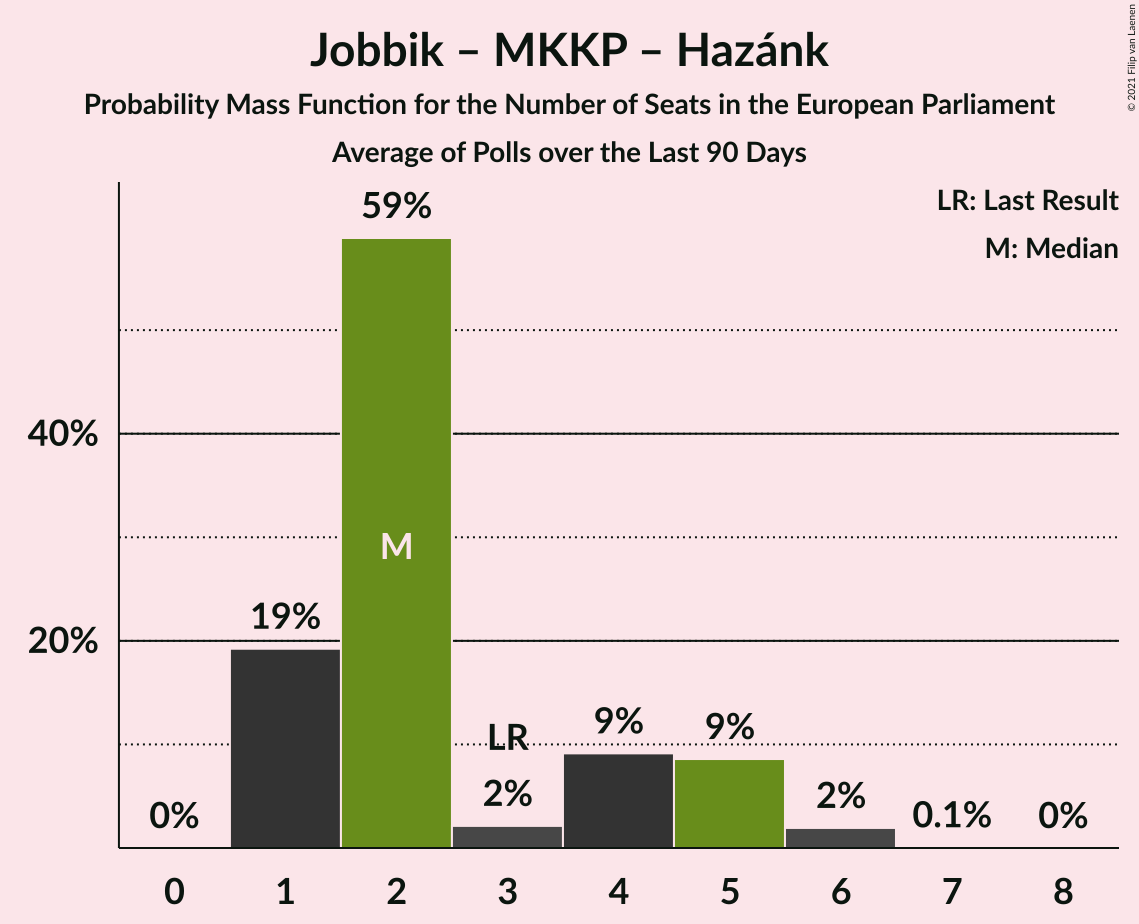 Jobbik – MKKP – Hazánk
Probability Mass Function for the Number of Seats in the European Parliament
Average of Polls over the Last 90 Days
© 2021 Filip van Laenen
LR: Last Result
M: Median
59%
40%
M
19%
20%
LR
9%
9%
2%
2%
0%
0.1%
0%
0 1 2 3 4 5 6 7 8